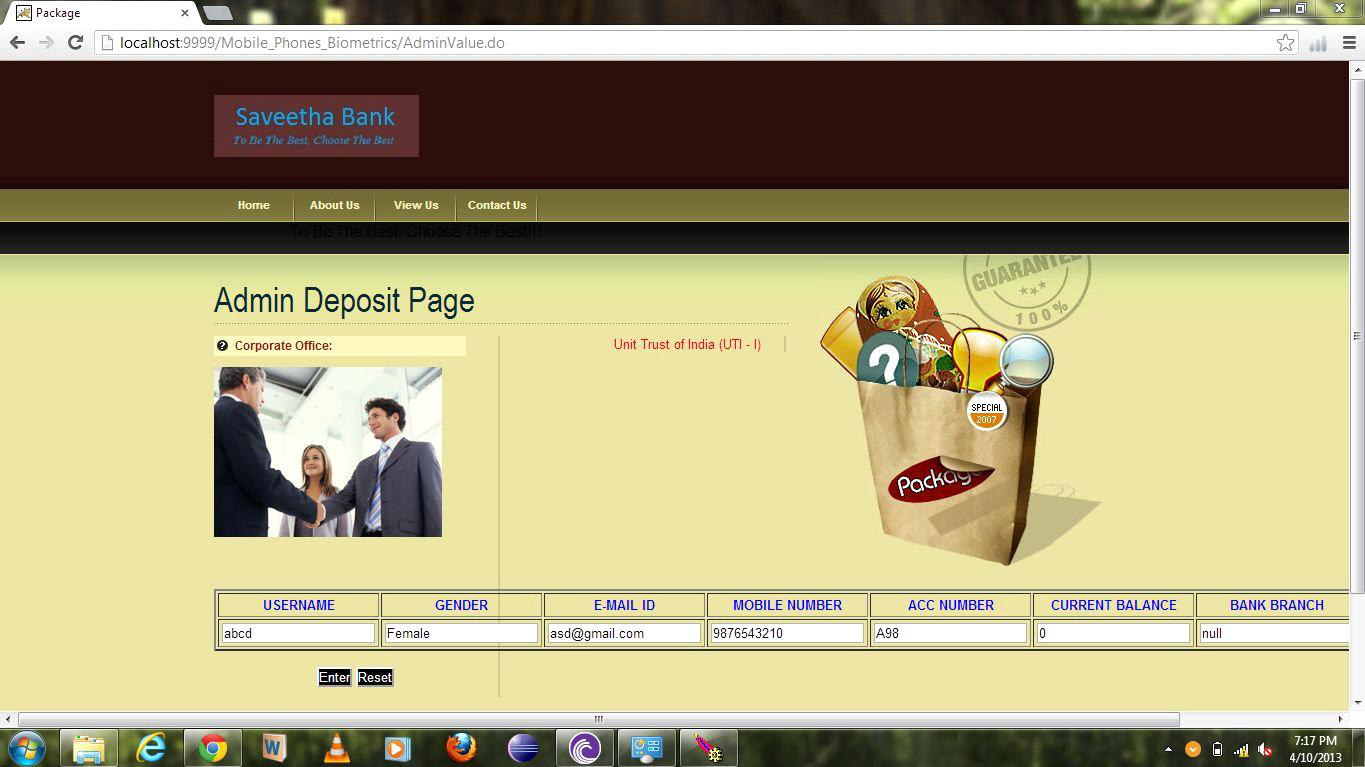 Package
localhost:9999/Mobile_Phones_Biometrics/AdminValue.do
Saveetha Bank
To Be The Best, Choose The Best
Home About Us View Us Contact Us
To Be The Best, Choose The Best!!!
GUARANTEE
100%
Admin Deposit Page
? Corporate Office:
Unit Trust of India (UTI - I)
?
SPECIAL
2007
Package
USERNAME GENDER E-MAIL ID MOBILE NUMBER ACC NUMBER CURRENT BALANCE BANK BRANCH
abcd Female asd@gmail.com 9876543210 A98 0 null
Enter Reset
W
7:17 PM
4/10/2013